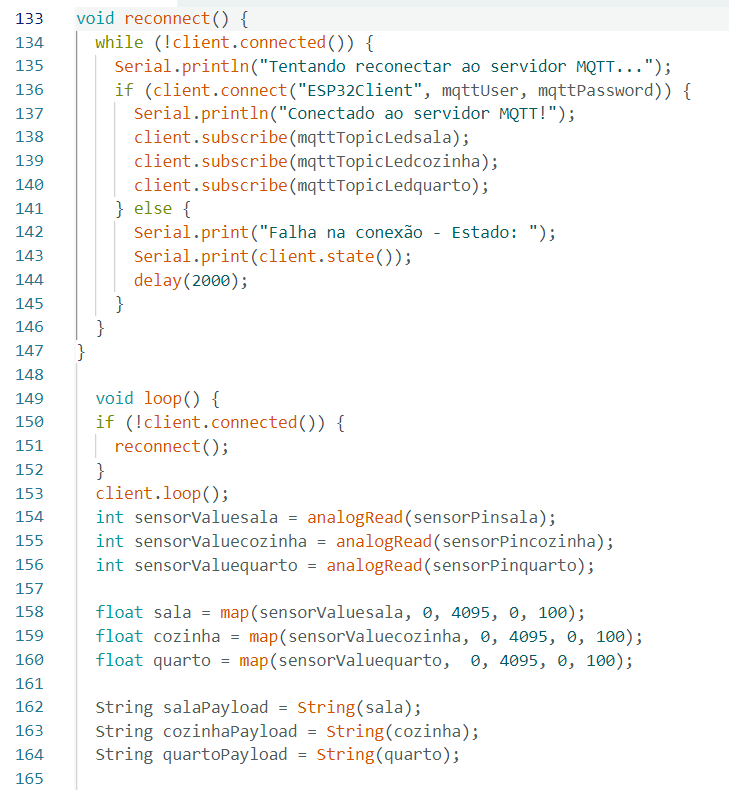 133 void reconnect() {
134   while (!client.connected()) {
135     Serial.println("Tentando reconectar ao servidor MQTT...");
136     if (client.connect("ESP32Client", mqttUser, mqttPassword)) {
137       Serial.println("Conectado ao servidor MQTT!");
138       client.subscribe(mqttTopicLedsala);
139       client.subscribe(mqttTopicLedcozinha);
140       client.subscribe(mqttTopicLedquarto);
141     } else {
142       Serial.print("Falha na conexão - Estado: ");
143       Serial.print(client.state());
144       delay(2000);
145     }
146   }
147 }
148
149   void loop() {
150   if (!client.connected()) {
151     reconnect();
152   }
153   client.loop();
154   int sensorValuesala = analogRead(sensorPinsala);
155   int sensorValuecozinha = analogRead(sensorPincozinha);
156   int sensorValuequarto = analogRead(sensorPinquarto);
157
158   float sala = map(sensorValuesala, 0, 4095, 0, 100);
159   float cozinha = map(sensorValuecozinha, 0, 4095, 0, 100);
160   float quarto = map(sensorValuequarto,  0, 4095, 0, 100);
161
162   String salaPayload = String(sala);
163   String cozinhaPayload = String(cozinha);
164   String quartoPayload = String(quarto);
165